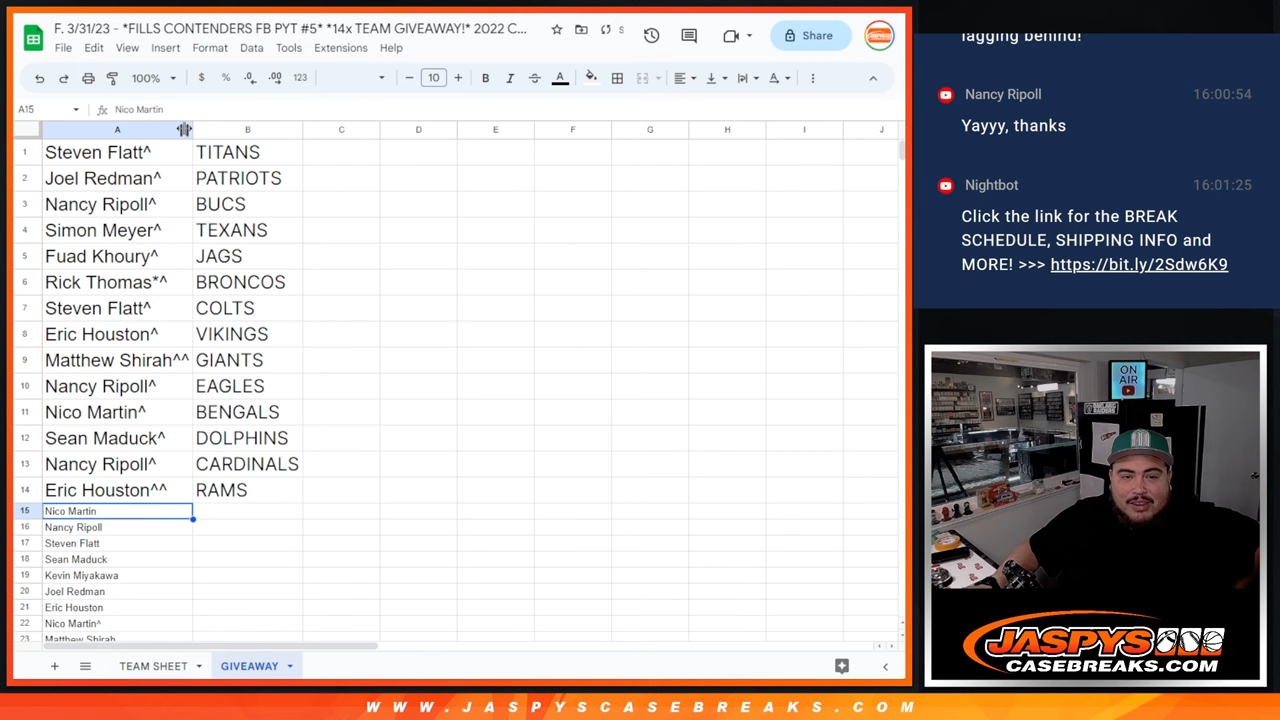 F. 3/31/23 - *FILLS CONTENDERS FB PYT #5* *14x TEAM GIVEAWAY!* 2022 C...
Share
File Edit View Insert Format Data Tools Extensions Help
100% $ % .0 .00 123 10 B I A
A15 fx Nico Martin
A B C D E F G H I J
1 Steven Flatt^ TITANS
2 Joel Redman^ PATRIOTS
3 Nancy Ripoll^ BUCS
4 Simon Meyer^ TEXANS
5 Fuad Khoury^ JAGS
6 Rick Thomas*^ BRONCOS
7 Steven Flatt^ COLTS
8 Eric Houston^ VIKINGS
9 Matthew Shirah^^ GIANTS
10 Nancy Ripoll^ EAGLES
11 Nico Martin^ BENGALS
12 Sean Maduck^ DOLPHINS
13 Nancy Ripoll^ CARDINALS
14 Eric Houston^^ RAMS
15 Nico Martin
16 Nancy Ripoll
17 Steven Flatt
18 Sean Maduck
19 Kevin Miyakawa
20 Joel Redman
21 Eric Houston
22 Nico Martin^
23 Matthew Shirah
TEAM SHEET GIVEAWAY
lagging behind!
Nancy Ripoll 16:00:54
Yayyy, thanks
Nightbot 16:01:25
Click the link for the BREAK
SCHEDULE, SHIPPING INFO and
MORE! >>> https://bit.ly/2Sdw6K9
ON
AIR
JASPYS
CASEBREAKS.COM
WWW.JASPYSCASEBREAKS.COM